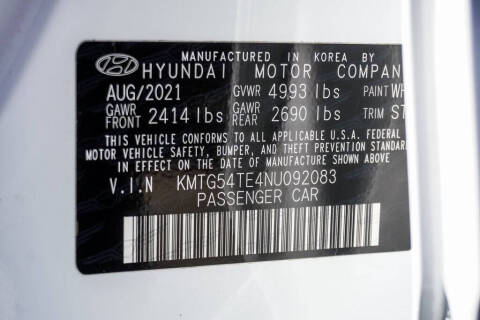 MANUFACTURED IN KOREA BY
HYUNDAI MOTOR COMPAN
AUG/2021 GVWR 4993 lbs PAINT WH
GAWR FRONT 2414 lbs GAWR REAR 2690 lbs TRIM ST
THIS VEHICLE CONFORMS TO ALL APPLICABLE U.S.A. FEDERAL
MOTOR VEHICLE SAFETY, BUMPER, AND THEFT PREVENTION STANDAR
IN EFFECT ON THE DATE OF MANUFACTURE SHOWN ABOVE.
V.I.N KMTG54TE4NU092083
PASSENGER CAR